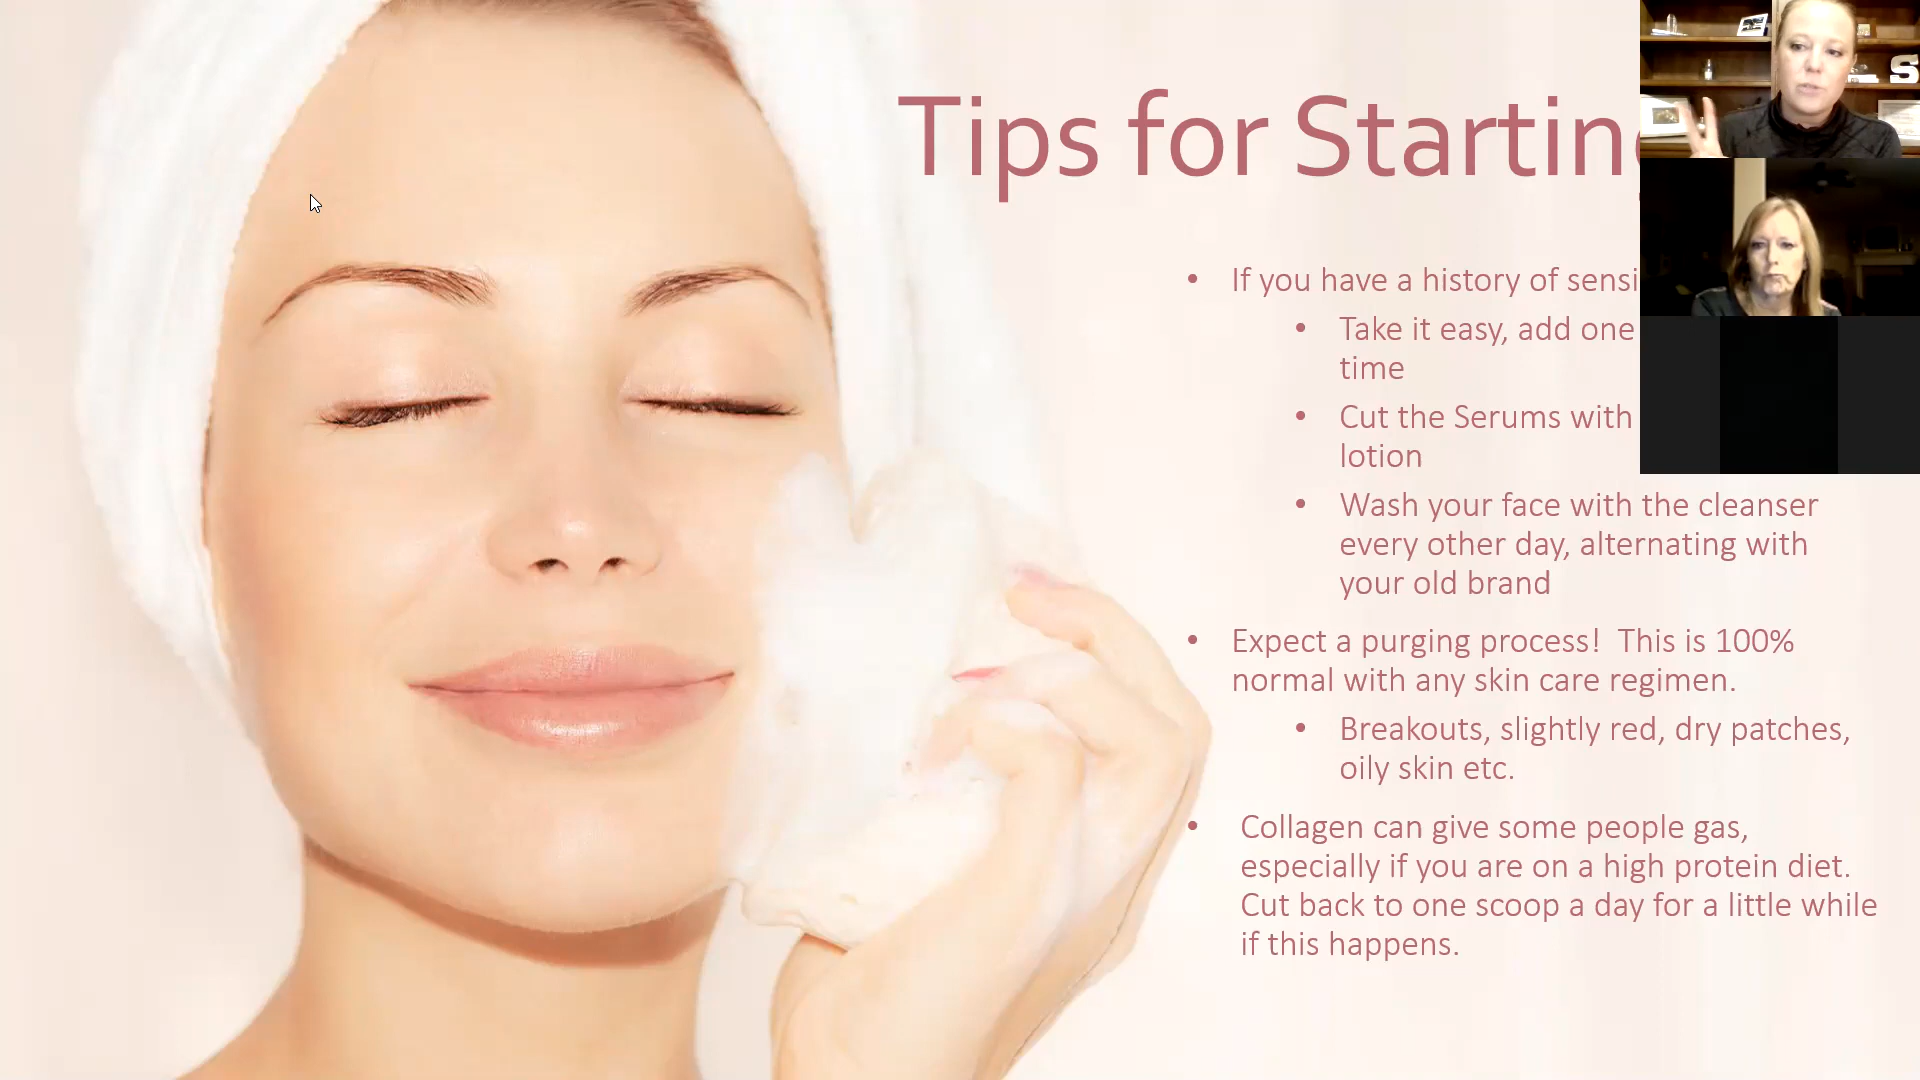 Tips for Startin
• If you have a history of sensi
• Take it easy, add one
time
• Cut the Serums with
lotion
• Wash your face with the cleanser
every other day, alternating with
your old brand
• Expect a purging process!  This is 100%
normal with any skin care regimen.
• Breakouts, slightly red, dry patches,
oily skin etc.
• Collagen can give some people gas,
especially if you are on a high protein diet.
Cut back to one scoop a day for a little while
if this happens.
S